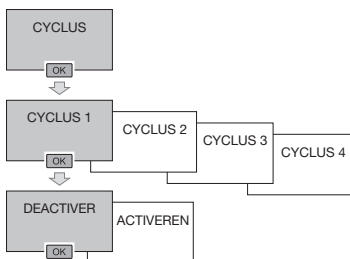 CYCLUS
OK
CYCLUS 1
CYCLUS 2
CYCLUS 3
CYCLUS 4
OK
DEACTIVER
ACTIVEREN
OK